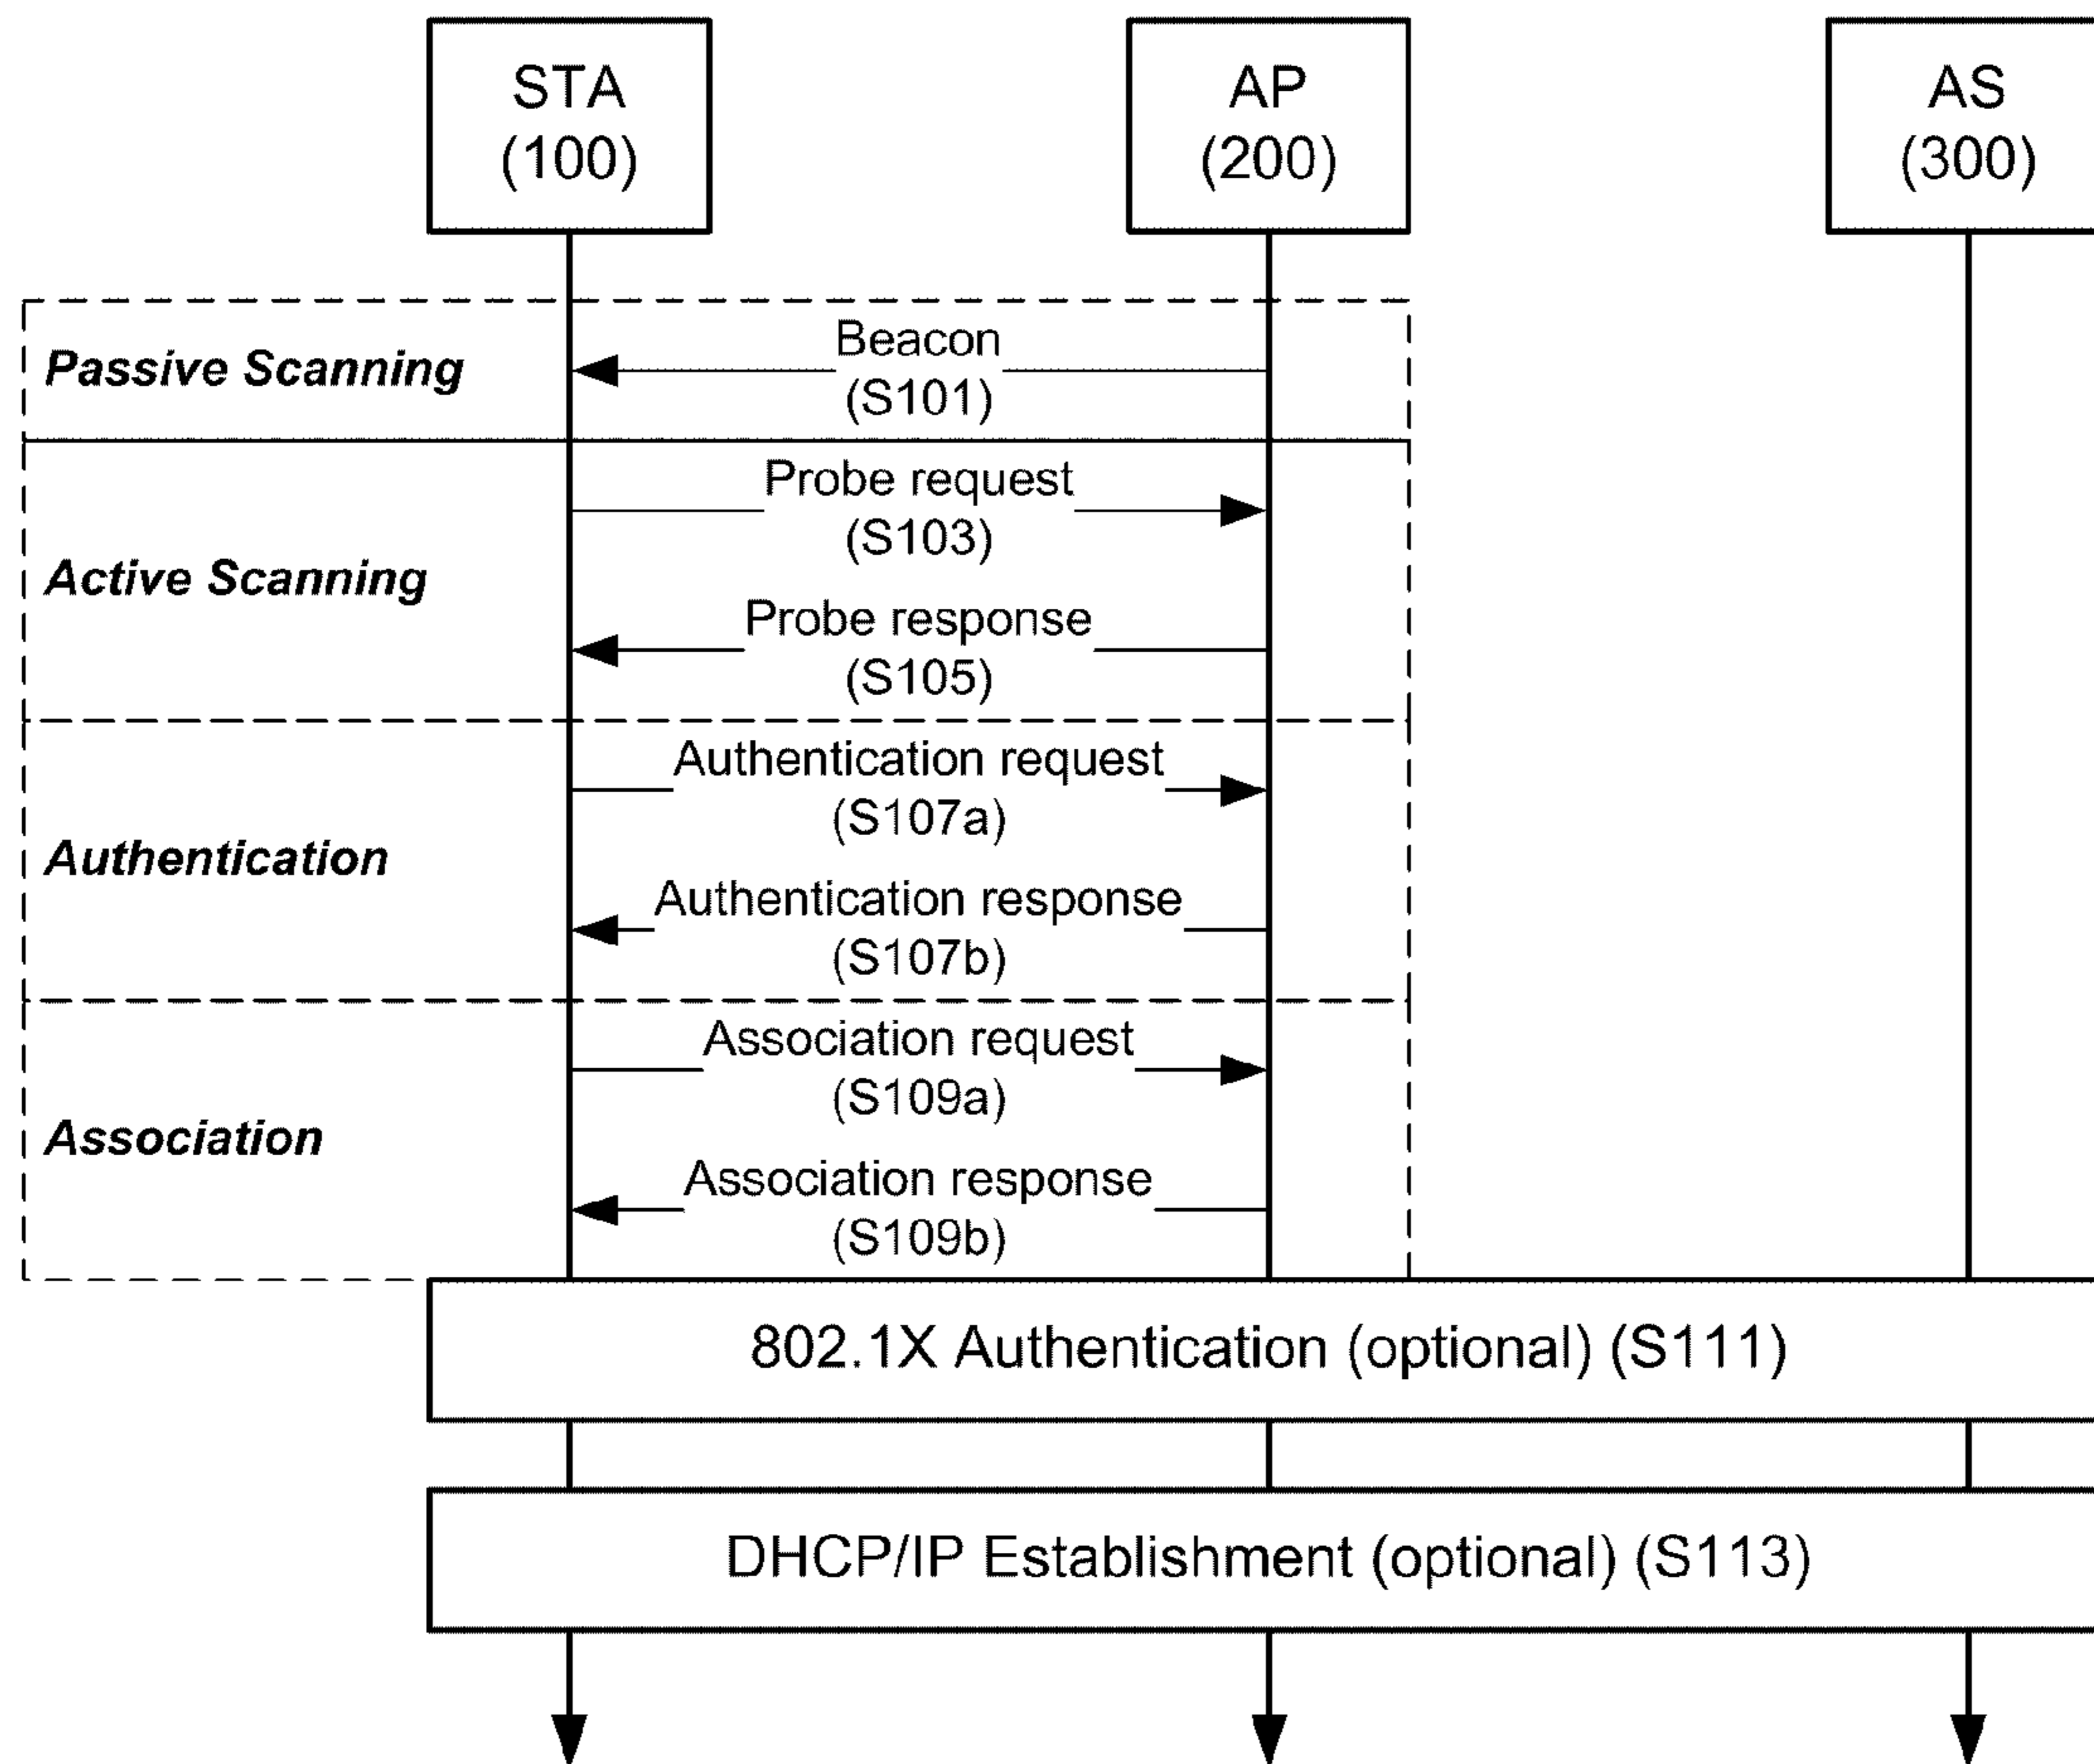 STA
(100)
AP
(200)
AS
(300)
Passive Scanning
Beacon
(S101)
Active Scanning
Probe request
(S103)
Probe response
(S105)
Authentication
Authentication request
(S107a)
Authentication response
(S107b)
Association
Association request
(S109a)
Association response
(S109b)
802.1X Authentication (optional) (S111)
DHCP/IP Establishment (optional) (S113)